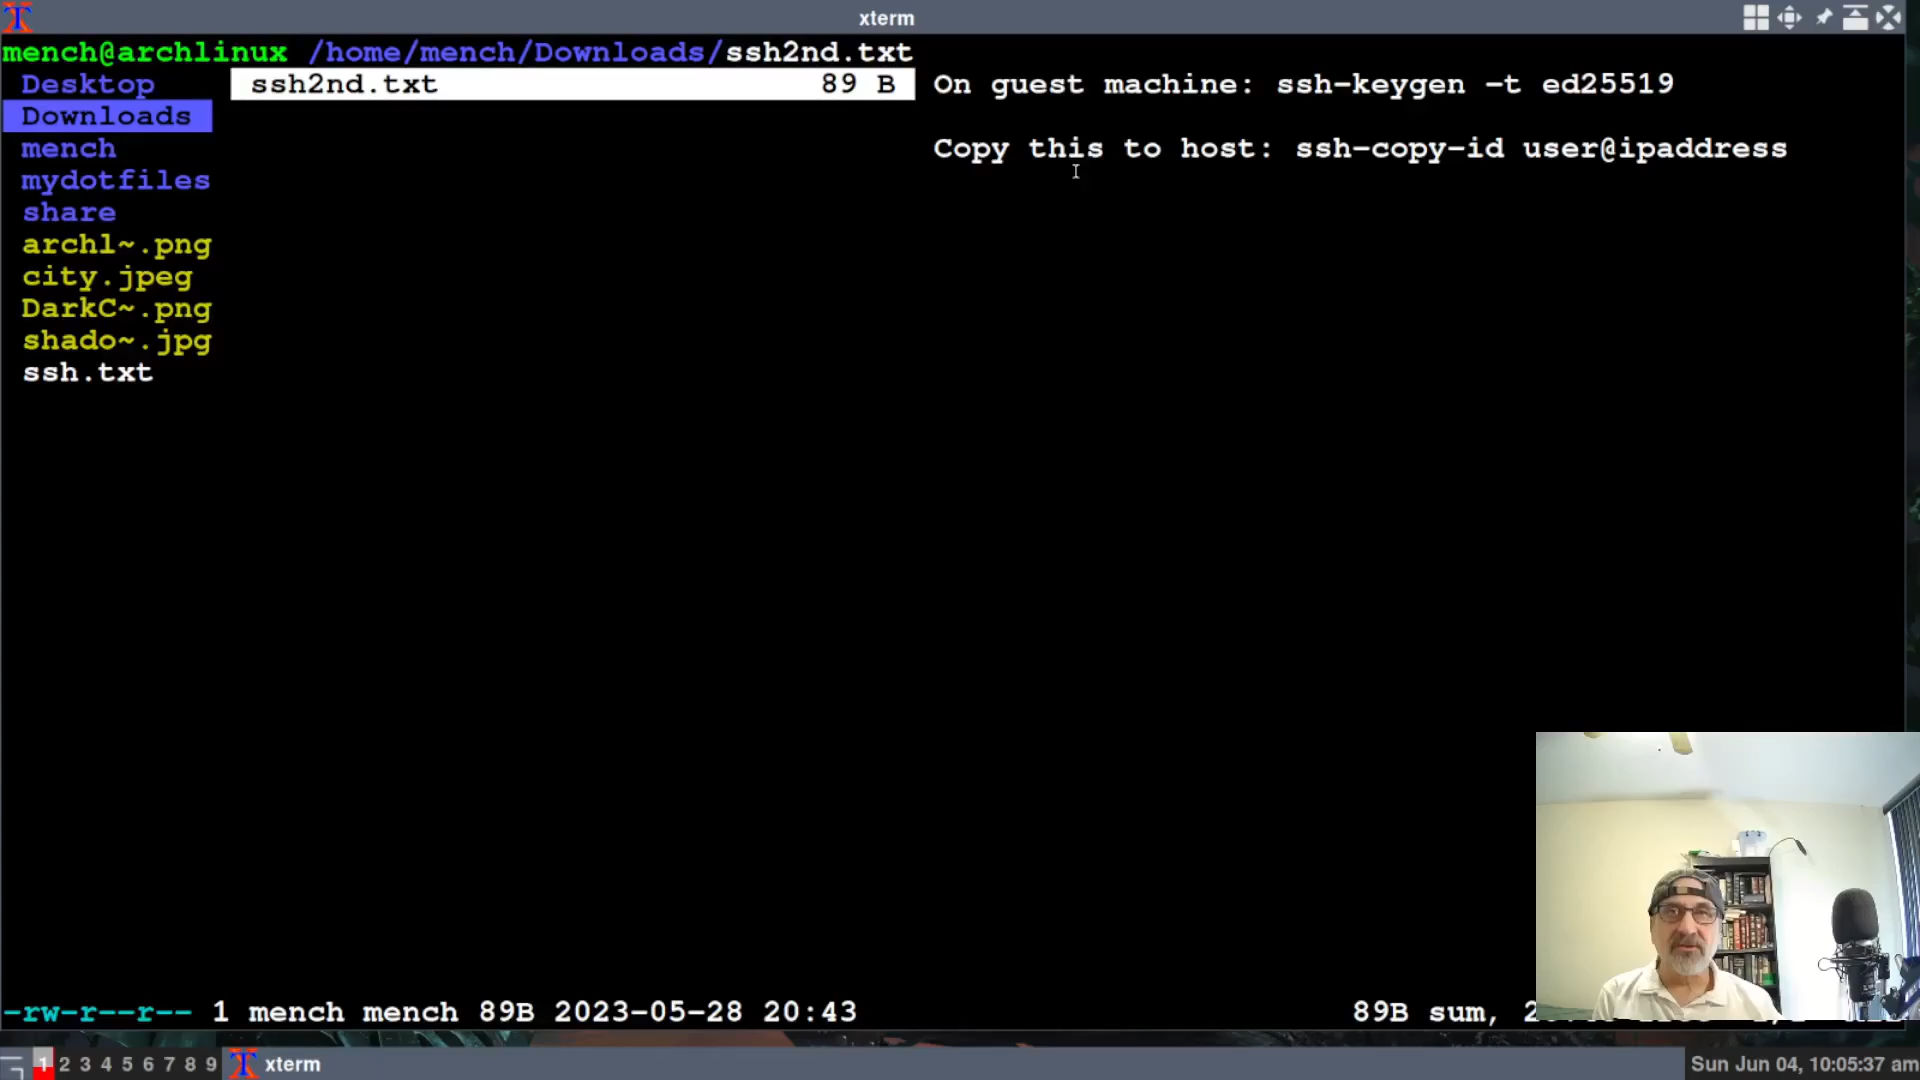 xterm
mench@archlinux /home/mench/Downloads/ssh2nd.txt
Desktop
Downloads
mench
mydotfiles
share
archl~.png
city.jpeg
DarkC~.png
shado~.jpg
ssh.txt
ssh2nd.txt 89 B
On guest machine: ssh-keygen -t ed25519
Copy this to host: ssh-copy-id user@ipaddress
-rw-r--r-- 1 mench mench 89B 2023-05-28 20:43
89B sum,
1 2 3 4 5 6 7 8 9 xterm
Sun Jun 04, 10:05:37 am